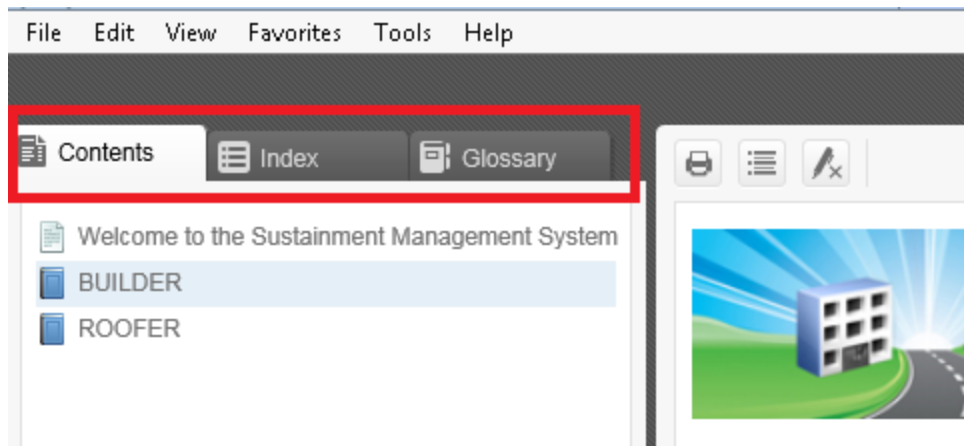 File Edit View Favorites Tools Help
Contents Index Glossary
Welcome to the Sustainment Management System
BUILDER
ROOFER